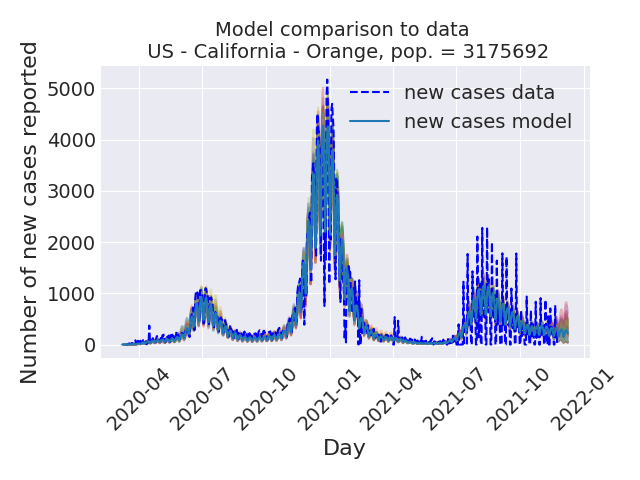 Model comparison to data
US - California - Orange, pop. = 3175692
Number of new cases reported
5000
4000
3000
2000
1000
0
new cases data
new cases model
2020-04
2020-07
2020-10
2021-01
2021-04
2021-07
2021-10
2022-01
Day